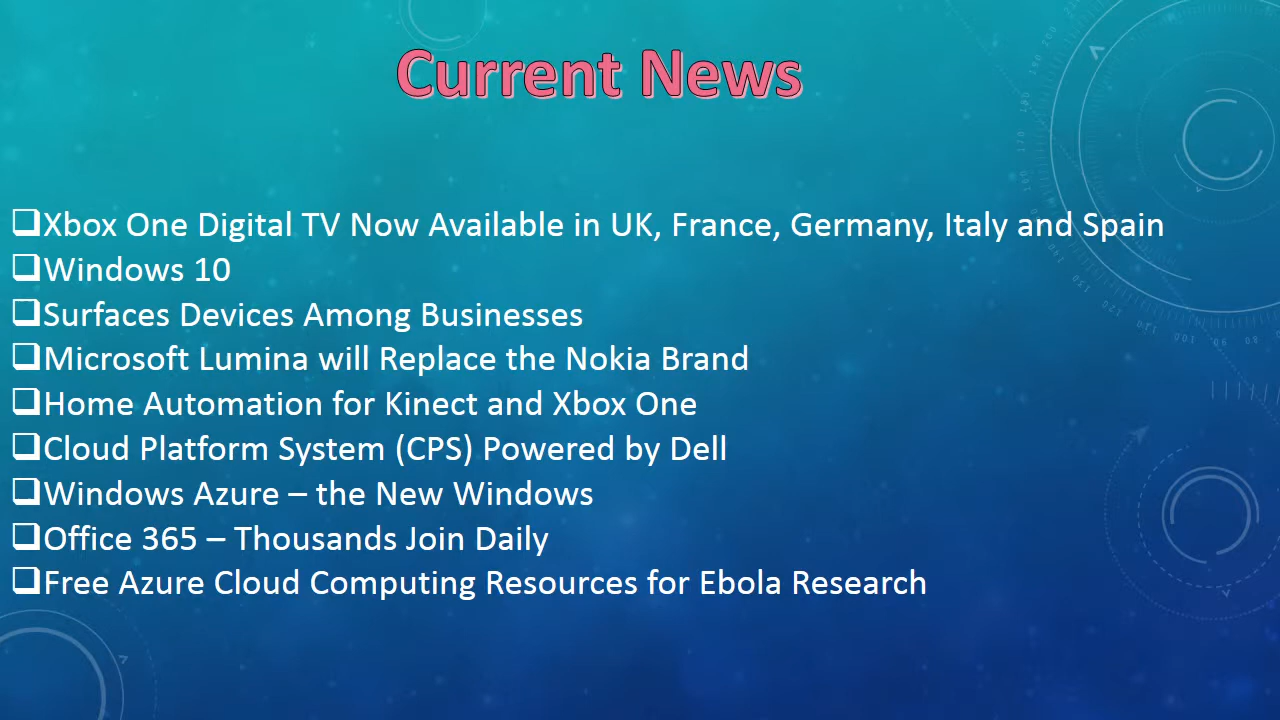 Current News
❑Xbox One Digital TV Now Available in UK, France, Germany, Italy and Spain
❑Windows 10
❑Surfaces Devices Among Businesses
❑Microsoft Lumina will Replace the Nokia Brand
❑Home Automation for Kinect and Xbox One
❑Cloud Platform System (CPS) Powered by Dell
❑Windows Azure – the New Windows
❑Office 365 – Thousands Join Daily
❑Free Azure Cloud Computing Resources for Ebola Research